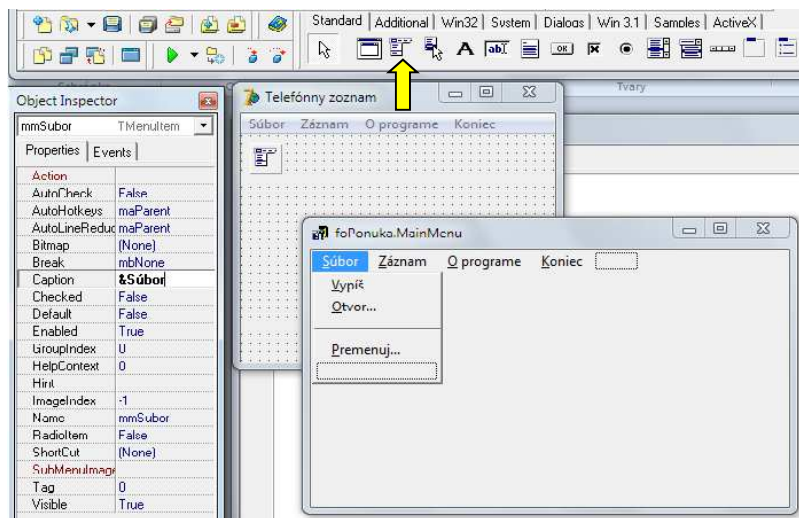 Standard Additional Win32 System Dialogs Win 3.1 Samples ActiveX
Tvary
Object Inspector
mmSubor TMenuItem
Properties Events
Action
AutoCheck False
AutoHotkeys maParent
AutoLineReduc maParent
Bitmap (None)
Break mbNone
Caption &Súbor
Checked False
Default False
Enabled True
GroupIndex 0
HelpContext 0
Hint
ImageIndex -1
Name mmSubor
RadioItem False
ShortCut (None)
SubMenuImage
Tag 0
Visible True
Telefónny zoznam
Súbor Záznam O programe Koniec
foPonuka.MainMenu
Súbor Záznam O programe Koniec
Vypíš
Otvor...
Premenuj...